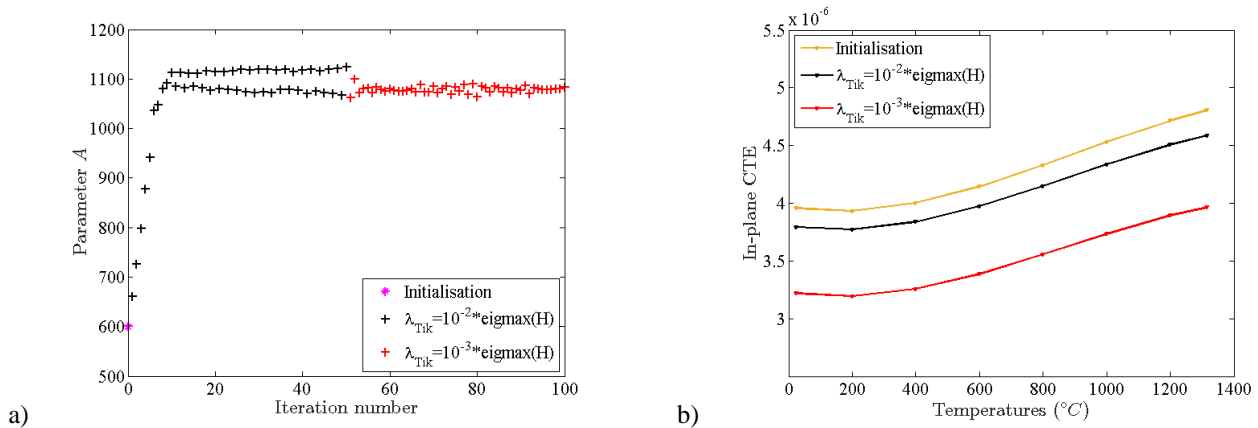 1200
1100
1000
900
800
700
600
500
0
20
40
60
80
100
Parameter A
Iteration number
Initialisation
λTik=10-2*eigmax(H)
λTik=10-3*eigmax(H)
a)
x 10-6
5.5
5
4.5
4
3.5
3
0
200
400
600
800
1000
1200
1400
In-plane CTE
Temperatures (°C)
Initialisation
λTik=10-2*eigmax(H)
λTik=10-3*eigmax(H)
b)